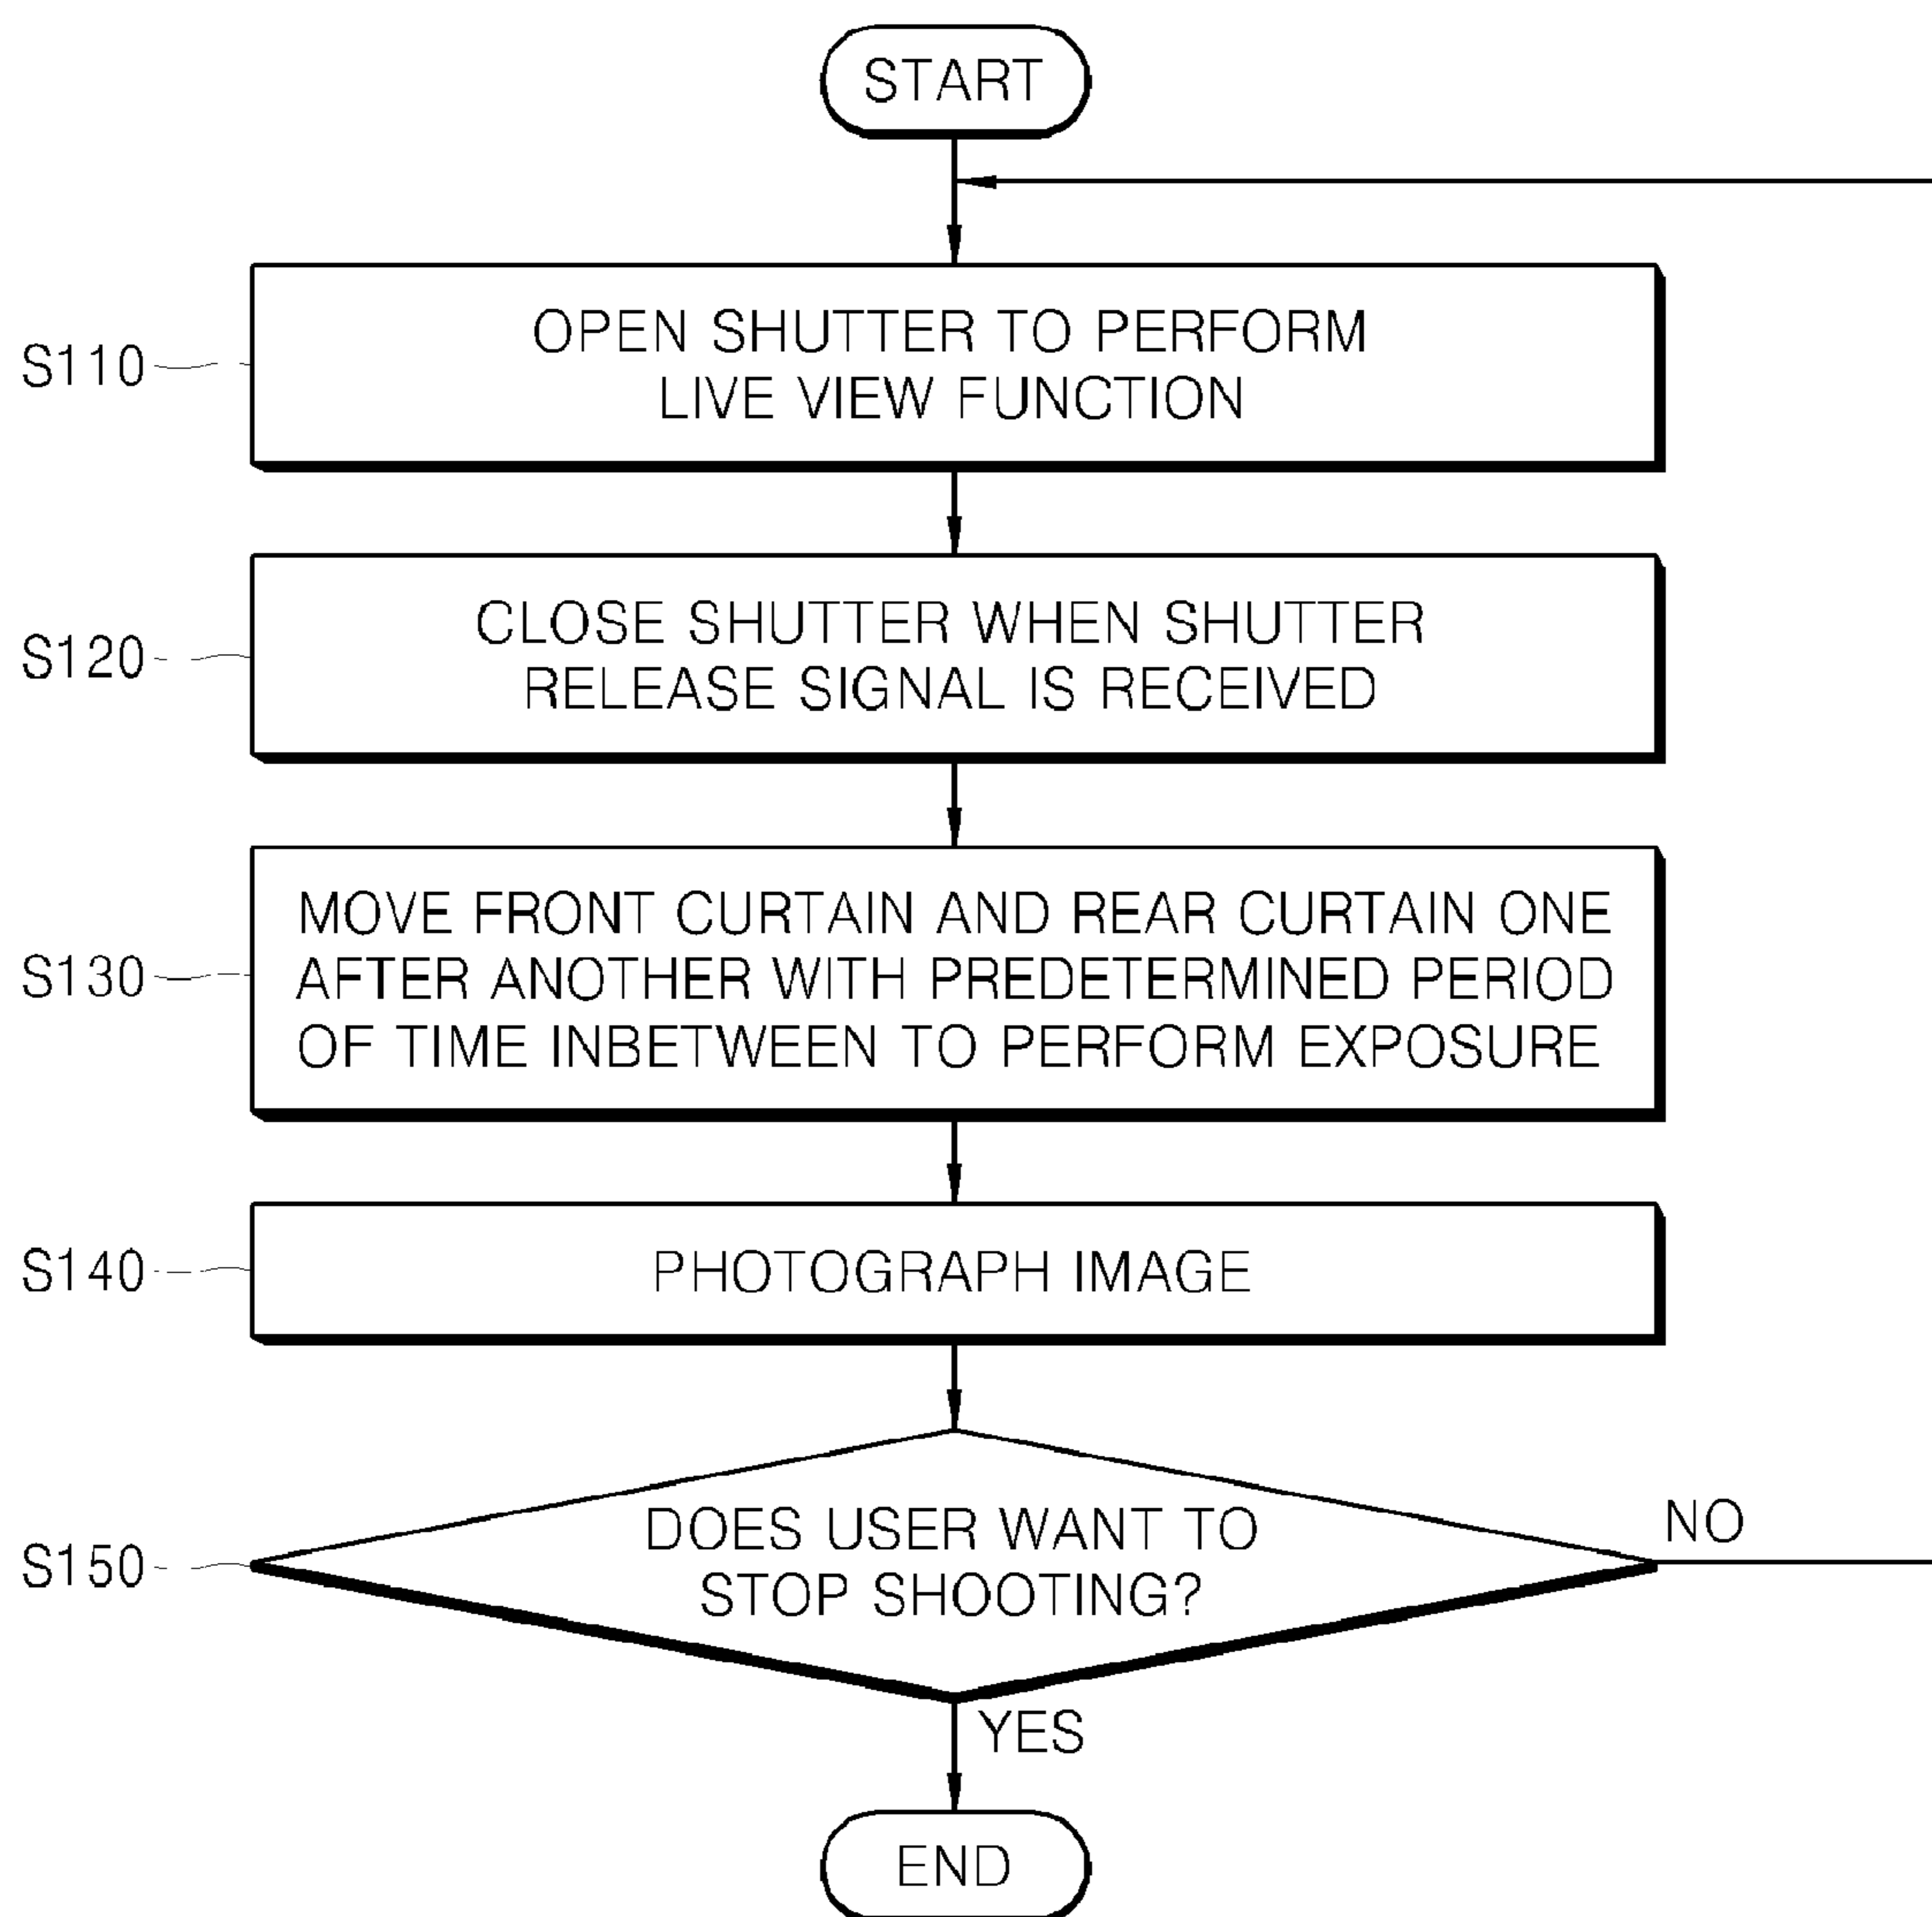 START
OPEN SHUTTER TO PERFORM
LIVE VIEW FUNCTION
S110
CLOSE SHUTTER WHEN SHUTTER
RELEASE SIGNAL IS RECEIVED
S120
MOVE FRONT CURTAIN AND REAR CURTAIN ONE
AFTER ANOTHER WITH PREDETERMINED PERIOD
OF TIME INBETWEEN TO PERFORM EXPOSURE
S130
PHOTOGRAPH IMAGE
S140
DOES USER WANT TO
STOP SHOOTING?
S150
NO
YES
END